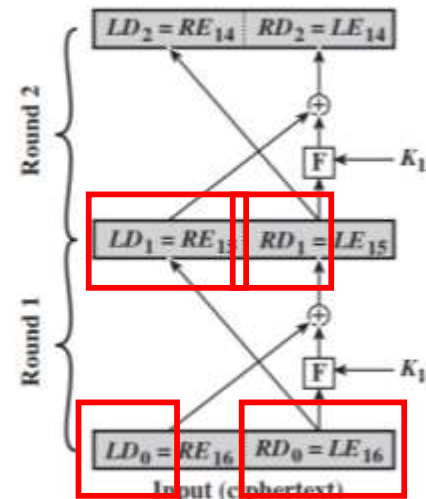 LD₂ = RE₁₄ RD₂ = LE₁₄
Round 2
F
K₁
LD₁ = RE₁₅ RD₁ = LE₁₅
Round 1
F
K₁
LD₀ = RE₁₆ RD₀ = LE₁₆
Input (ciphertext)